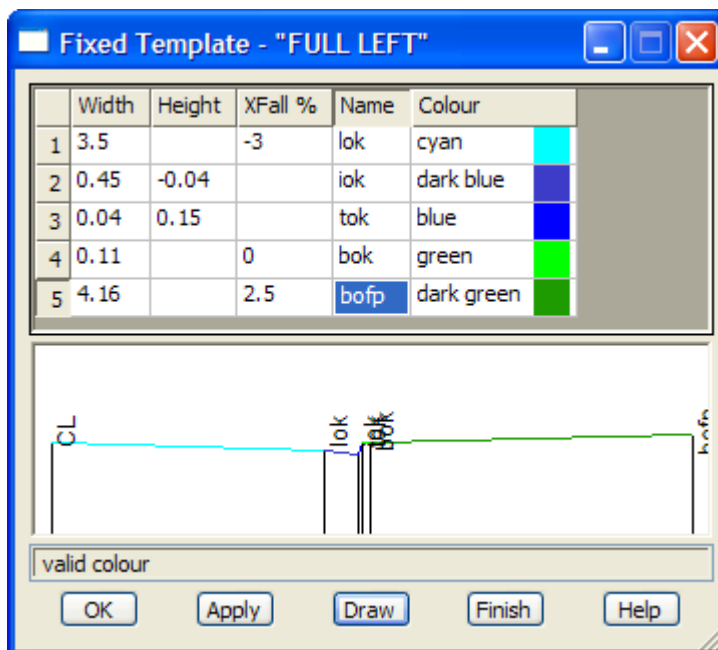 Fixed Template - "FULL LEFT"
Width Height XFall % Name Colour
1 3.5 -3 lok cyan
2 0.45 -0.04 iok dark blue
3 0.04 0.15 tok blue
4 0.11 0 bok green
5 4.16 2.5 bofp dark green
CL lok tok bok bofp
valid colour
OK Apply Draw Finish Help